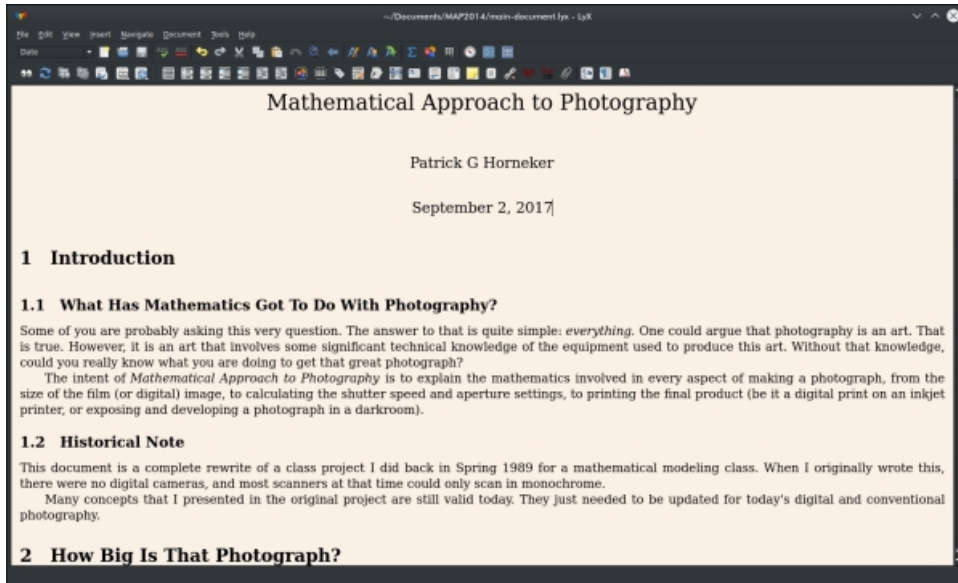 ~/Documents/MAP2014/main-document.lyx - LyX
File Edit View Insert Navigate Document Tools Help
Date
Mathematical Approach to Photography
Patrick G Horneker
September 2, 2017
1 Introduction
1.1 What Has Mathematics Got To Do With Photography?
Some of you are probably asking this very question. The answer to that is quite simple: everything. One could argue that photography is an art. That
is true. However, it is an art that involves some significant technical knowledge of the equipment used to produce this art. Without that knowledge,
could you really know what you are doing to get that great photograph?
The intent of Mathematical Approach to Photography is to explain the mathematics involved in every aspect of making a photograph, from the
size of the film (or digital) image, to calculating the shutter speed and aperture settings, to printing the final product (be it a digital print on an inkjet
printer, or exposing and developing a photograph in a darkroom).
1.2 Historical Note
This document is a complete rewrite of a class project I did back in Spring 1989 for a mathematical modeling class. When I originally wrote this,
there were no digital cameras, and most scanners at that time could only scan in monochrome.
Many concepts that I presented in the original project are still valid today. They just needed to be updated for today's digital and conventional
photography.
2 How Big Is That Photograph?